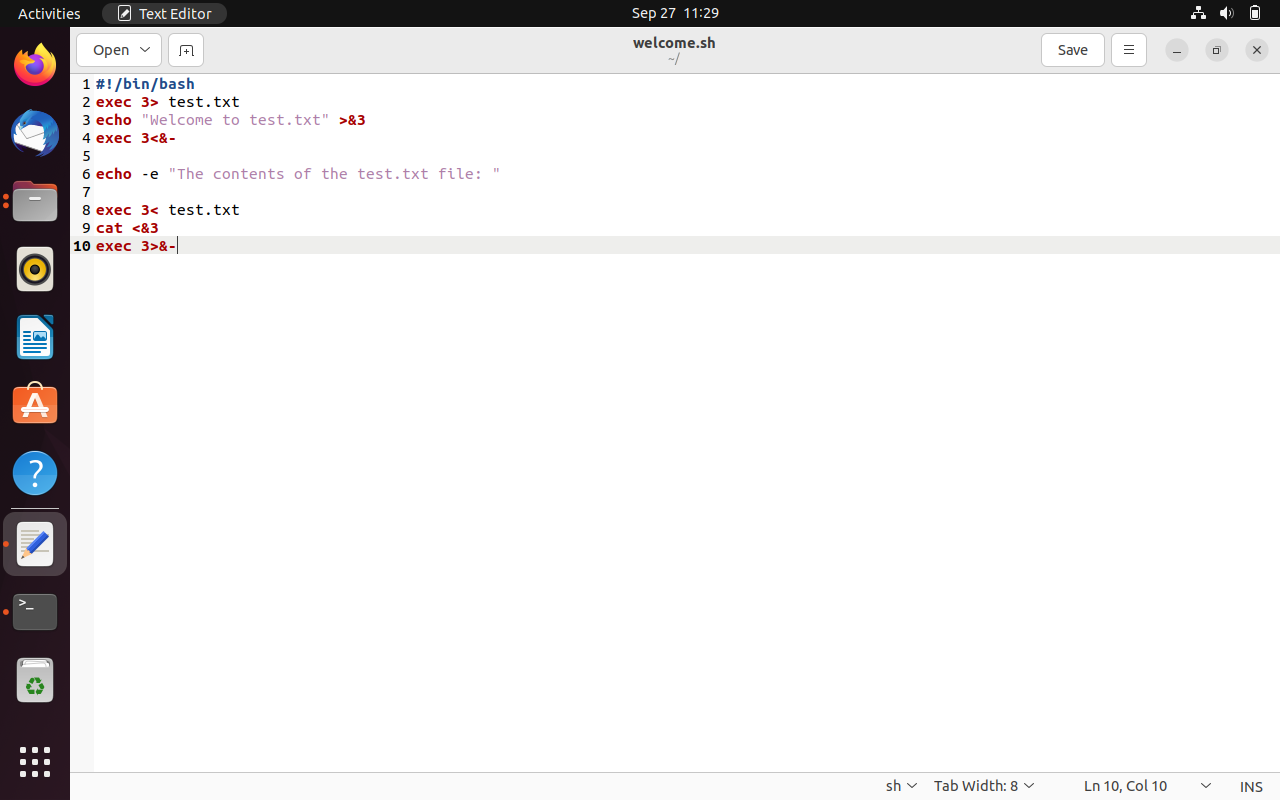 Activities Text Editor Sep 27 11:29
Open welcome.sh Save
~/
1 #!/bin/bash
2 exec 3> test.txt
3 echo "Welcome to test.txt" >&3
4 exec 3<&-
5
6 echo -e "The contents of the test.txt file: "
7
8 exec 3< test.txt
9 cat <&3
10 exec 3>&-
sh Tab Width: 8 Ln 10, Col 10 INS